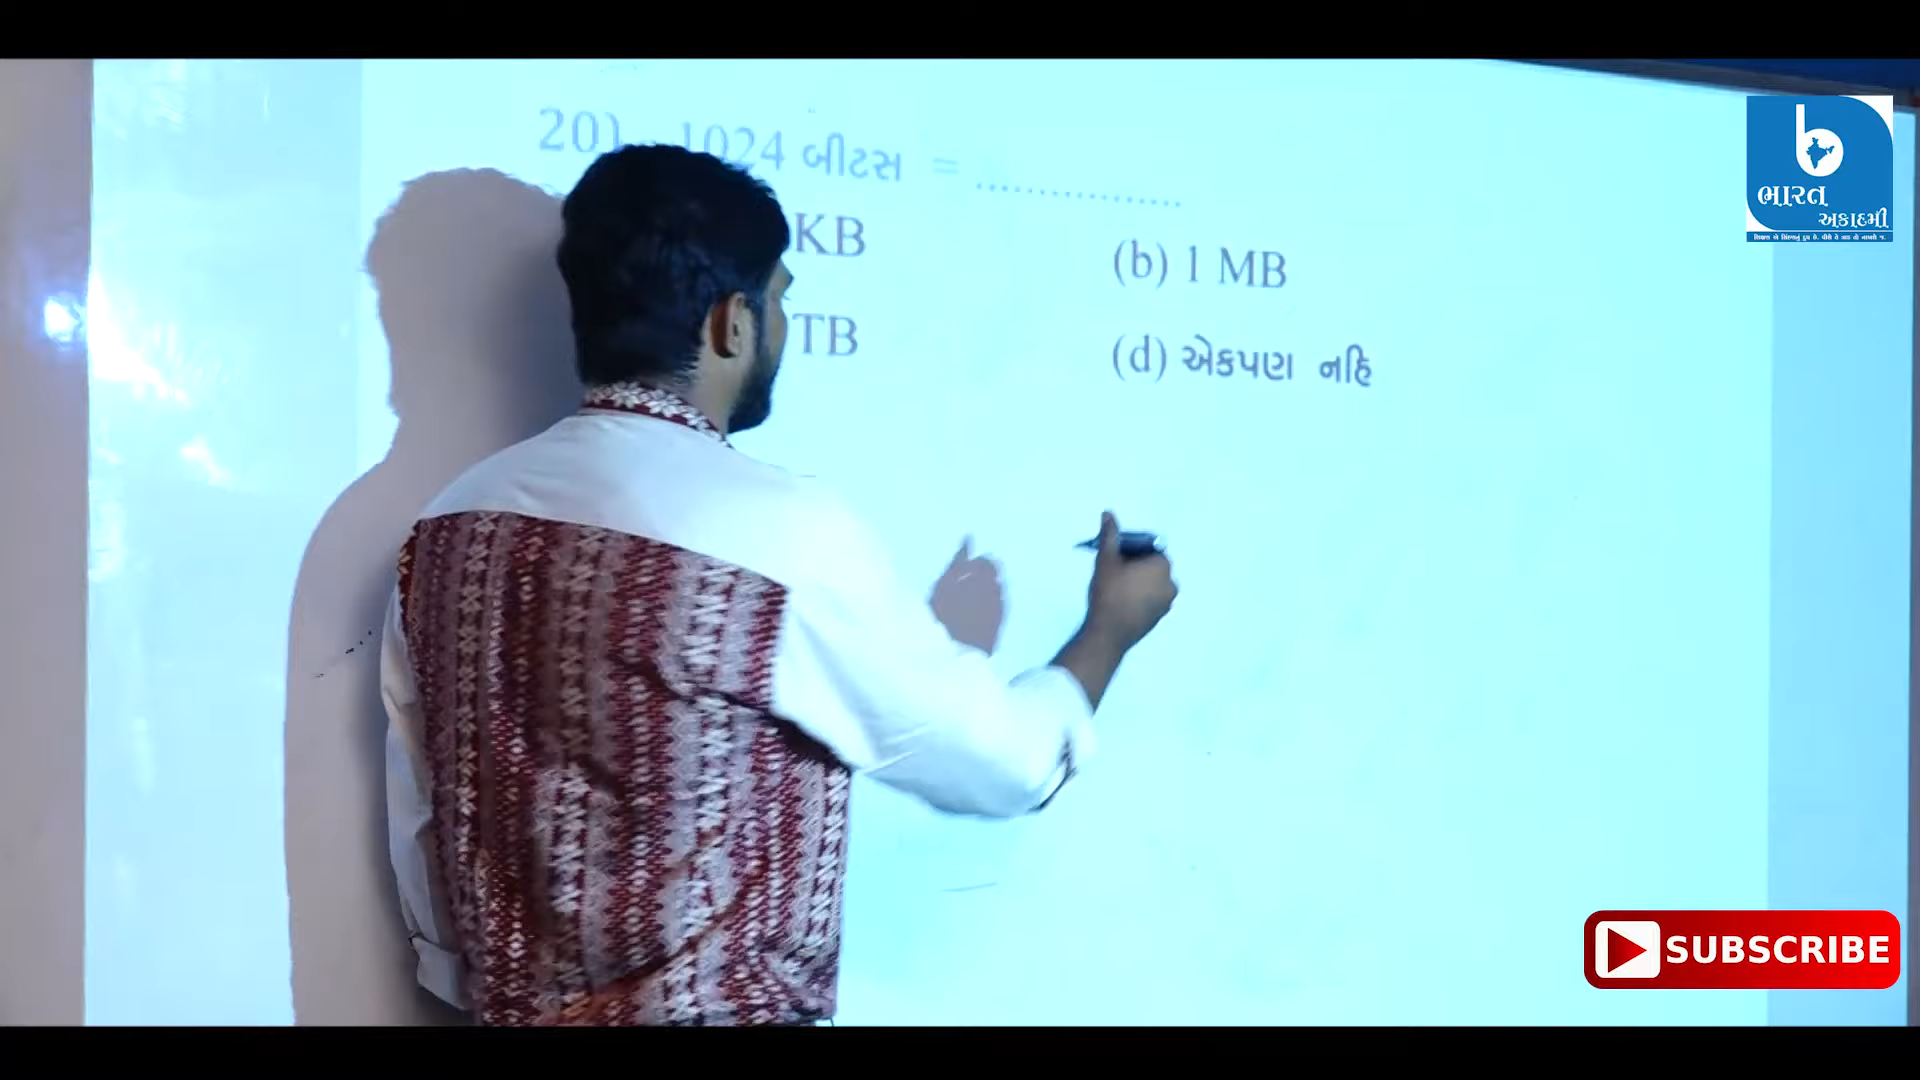 20) 1024 બીટસ = ................
KB
(b) 1 MB
TB
(d) એકપણ નહિ
b
ભારત
અકાદમી
SUBSCRIBE